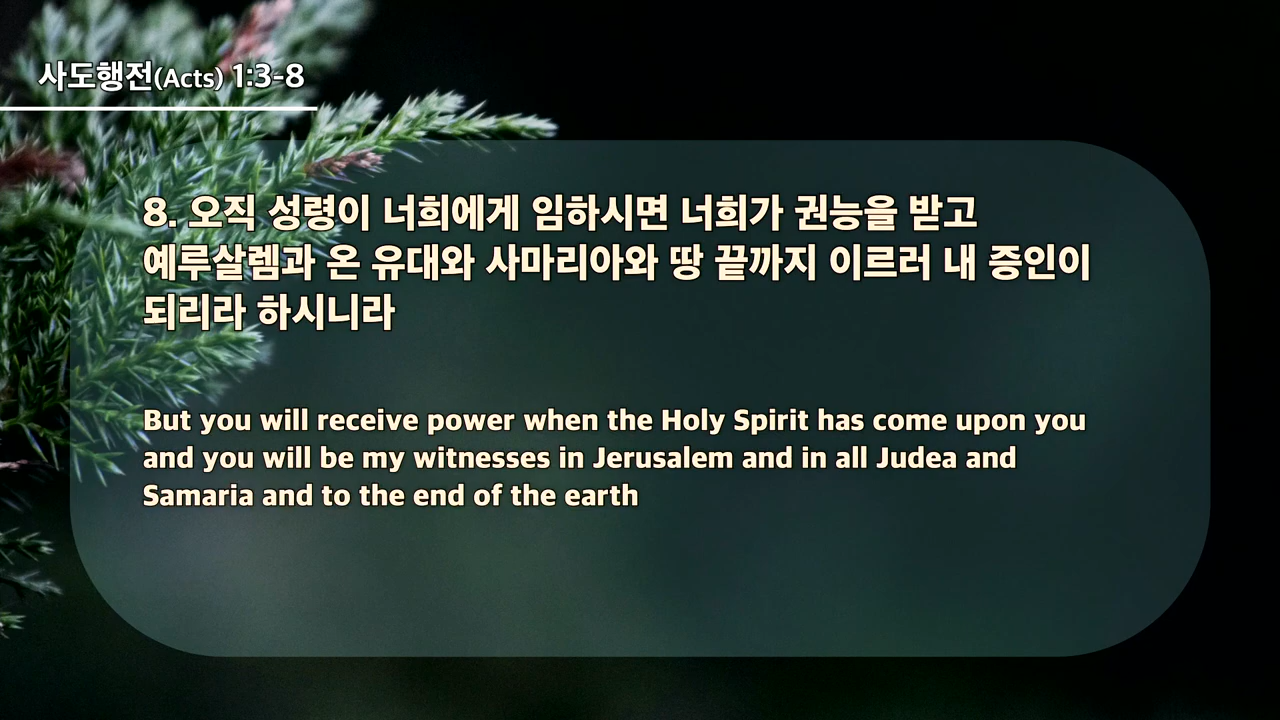 사도행전(Acts) 1:3-8
8. 오직 성령이 너희에게 임하시면 너희가 권능을 받고
예루살렘과 온 유대와 사마리아와 땅 끝까지 이르러 내 증인이
되리라 하시니라
But you will receive power when the Holy Spirit has come upon you
and you will be my witnesses in Jerusalem and in all Judea and
Samaria and to the end of the earth